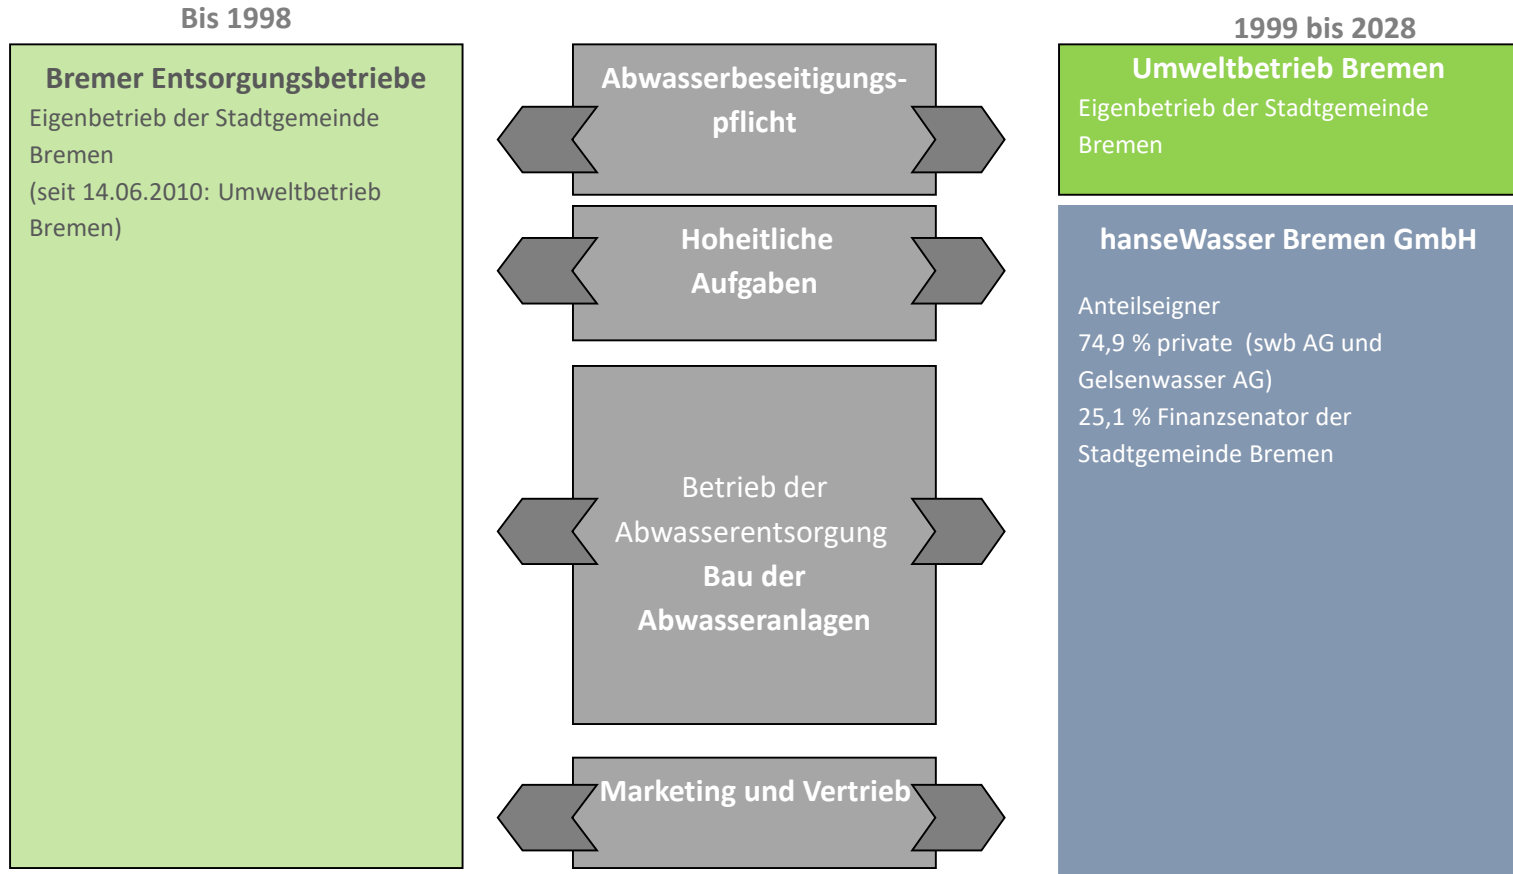 Bis 1998
Bremer Entsorgungsbetriebe
Eigenbetrieb der Stadtgemeinde
Bremen
(seit 14.06.2010: Umweltbetrieb
Bremen)
Abwasserbeseitigungs-
pflicht
Hoheitliche
Aufgaben
Betrieb der
Abwasserentsorgung
Bau der
Abwasseranlagen
Marketing und Vertrieb
1999 bis 2028
Umweltbetrieb Bremen
Eigenbetrieb der Stadtgemeinde
Bremen
hanseWasser Bremen GmbH
Anteilseigner
74,9 % private (swb AG und
Gelsenwasser AG)
25,1 % Finanzsenator der
Stadtgemeinde Bremen